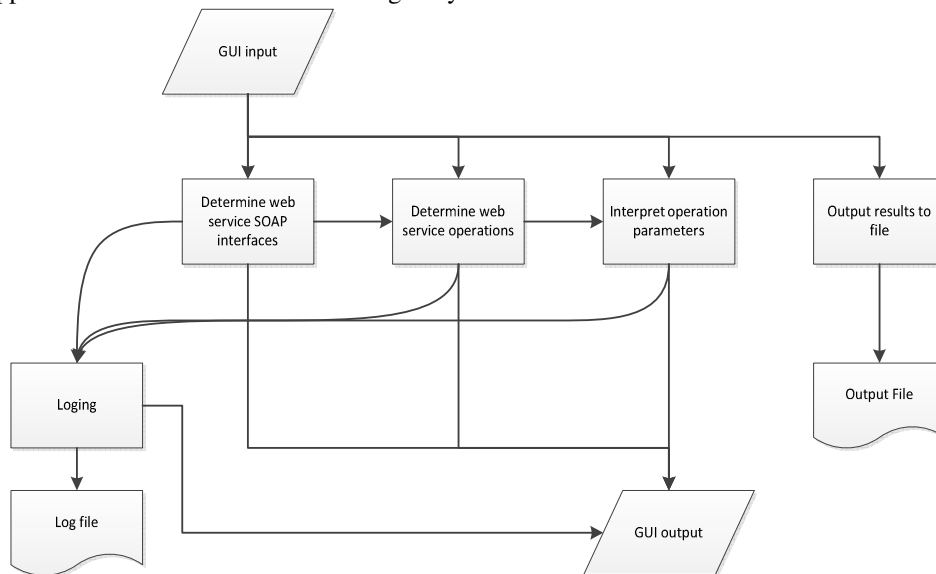 GUI input
Determine web
service SOAP
interfaces
Determine web
service operations
Interpret operation
parameters
Output results to
file
Loging
Output File
Log file
GUI output